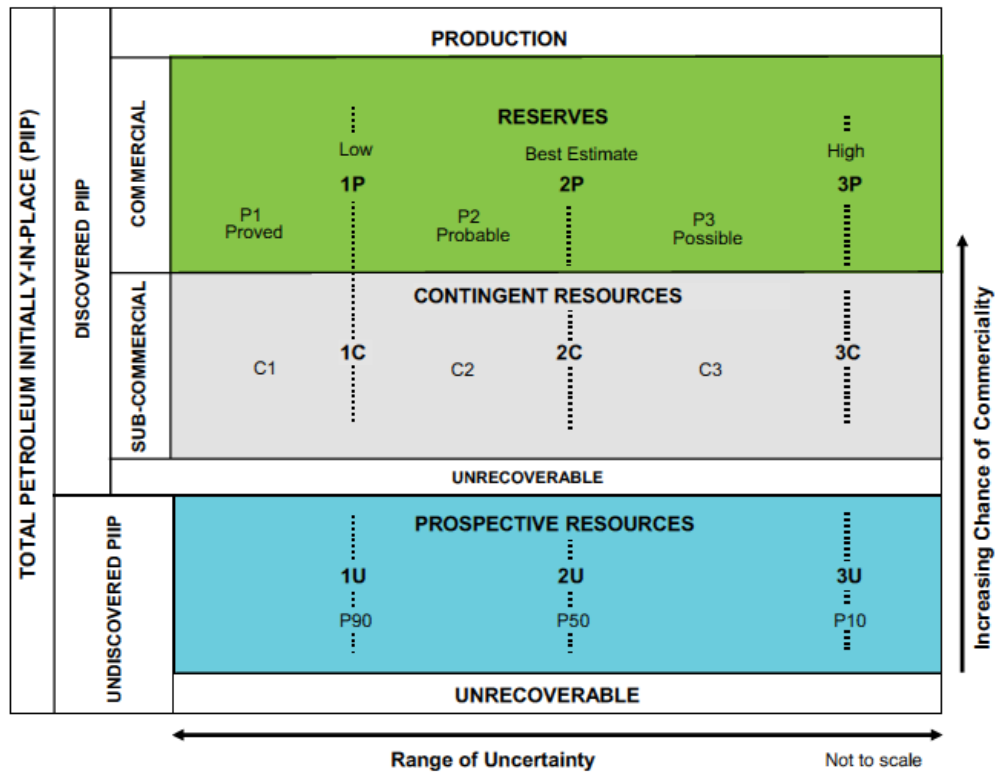 TOTAL PETROLEUM INITIALLY-IN-PLACE (PIIP)
DISCOVERED PIIP
UNDISCOVERED PIIP
COMMERCIAL
SUB-COMMERCIAL
PRODUCTION
RESERVES
Low
Best Estimate
High
1P
2P
3P
P1
Proved
P2
Probable
P3
Possible
CONTINGENT RESOURCES
1C
2C
3C
C1
C2
C3
UNRECOVERABLE
PROSPECTIVE RESOURCES
1U
2U
3U
P90
P50
P10
UNRECOVERABLE
Increasing Chance of Commerciality
Range of Uncertainty
Not to scale